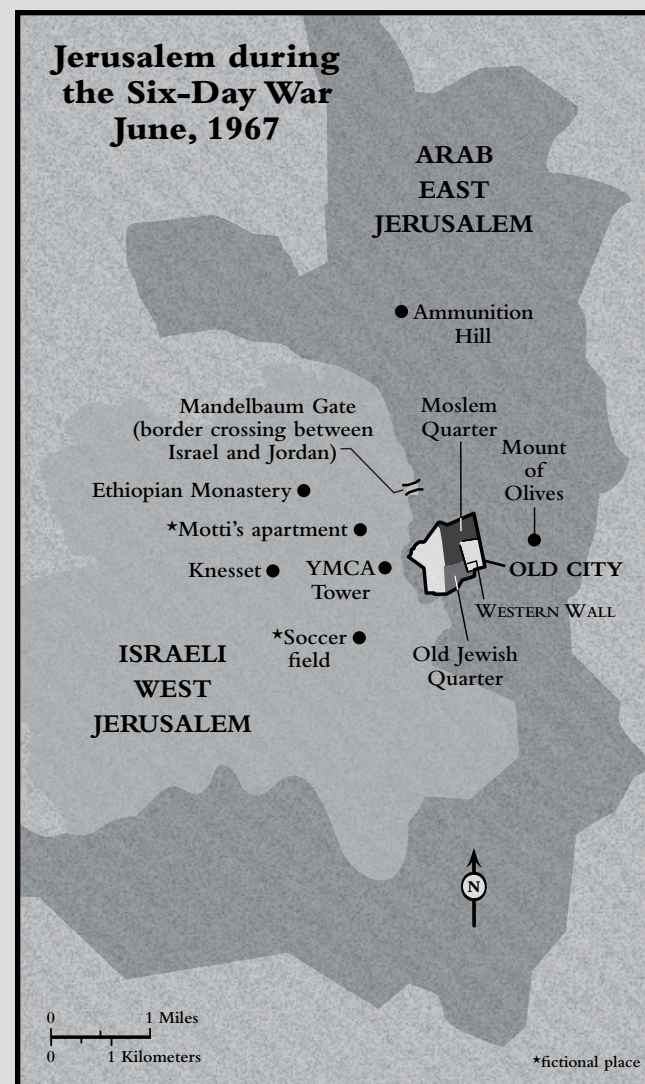 Jerusalem during
the Six-Day War
June, 1967
ARAB
EAST
JERUSALEM
Ammunition
Hill
Mandelbaum Gate
(border crossing between
Israel and Jordan)
Moslem
Quarter
Mount
of
Olives
Ethiopian Monastery
★Motti's apartment
Knesset
YMCA
Tower
OLD CITY
WESTERN WALL
★Soccer
field
Old Jewish
Quarter
ISRAELI
WEST
JERUSALEM
N
0 1 Miles
0 1 Kilometers
★fictional place